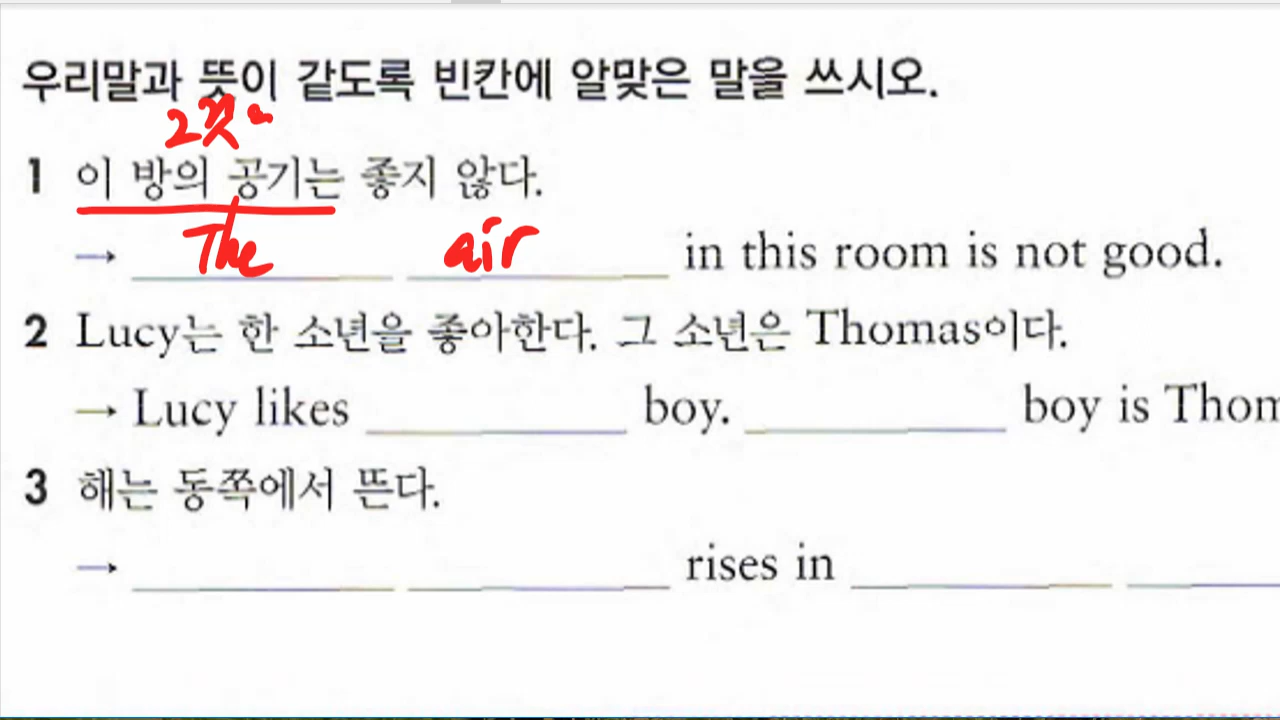 우리말과 뜻이 같도록 빈칸에 알맞은 말을 쓰시오.
1 이 방의 공기는 좋지 않다.
→ The air in this room is not good.
2 Lucy는 한 소년을 좋아한다. 그 소년은 Thomas이다.
→ Lucy likes boy. boy is Thom
3 해는 동쪽에서 뜬다.
→ rises in